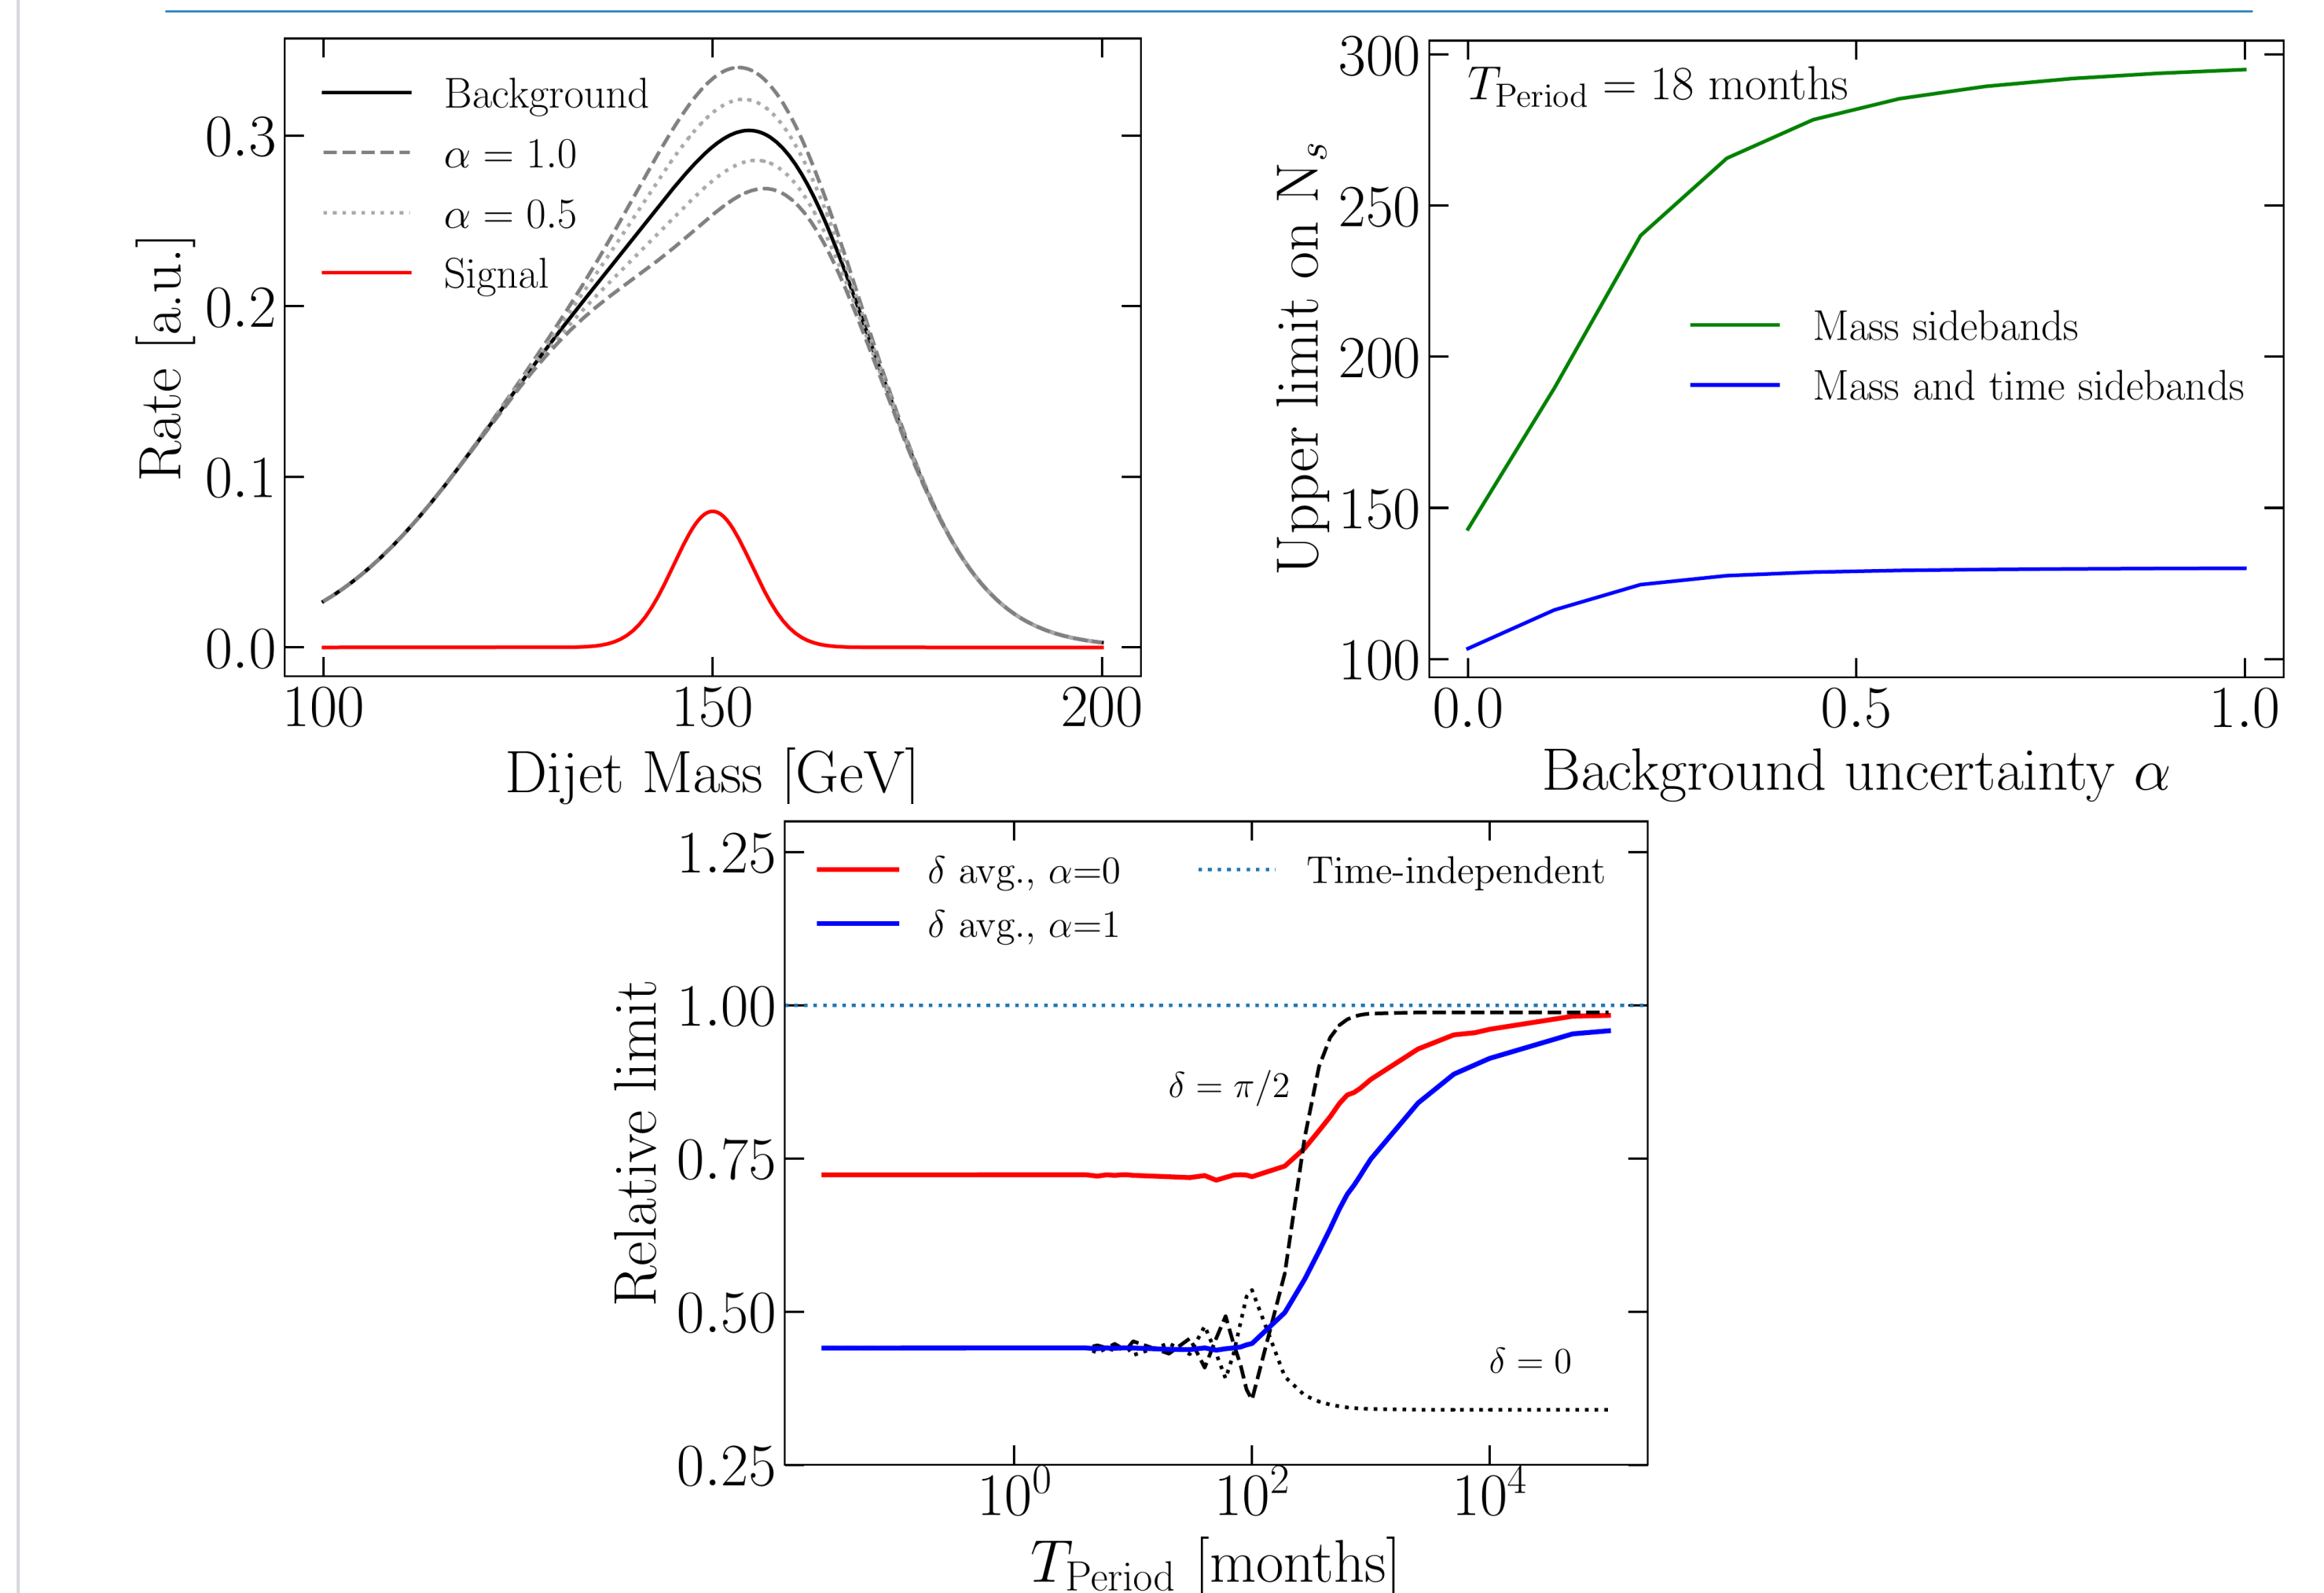 Background
α = 1.0
α = 0.5
Signal
Rate [a.u.]
0.3
0.2
0.1
0.0
100 150 200
Dijet Mass [GeV]
T_Period = 18 months
Mass sidebands
Mass and time sidebands
Upper limit on N_s
300
250
200
150
100
0.0 0.5 1.0
Background uncertainty α
δ avg., α=0
δ avg., α=1
Time-independent
δ = π/2
δ = 0
Relative limit
1.25
1.00
0.75
0.50
0.25
10^0 10^2 10^4
T_Period [months]